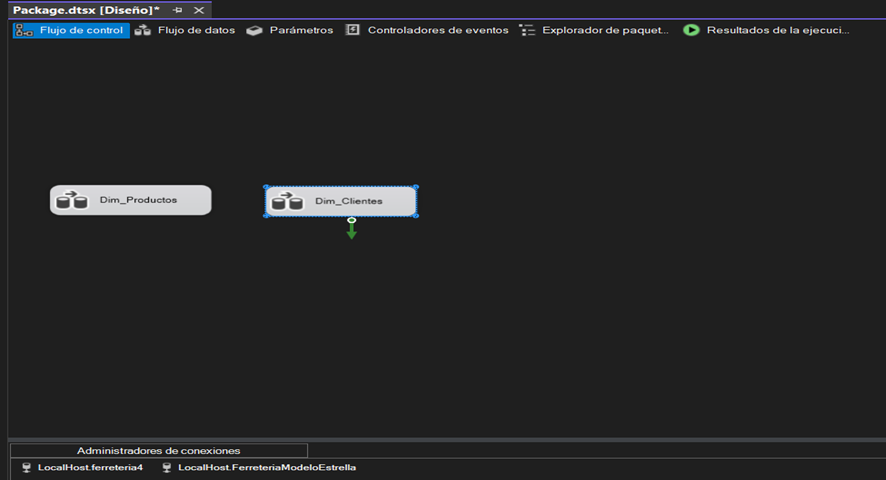 Package.dtsx [Diseño]*
Flujo de control Flujo de datos Parámetros Controladores de eventos Explorador de paquet... Resultados de la ejecuci...
Dim_Productos Dim_Clientes
Administradores de conexiones
LocalHost.ferreteria4 LocalHost.FerreteriaModeloEstrella